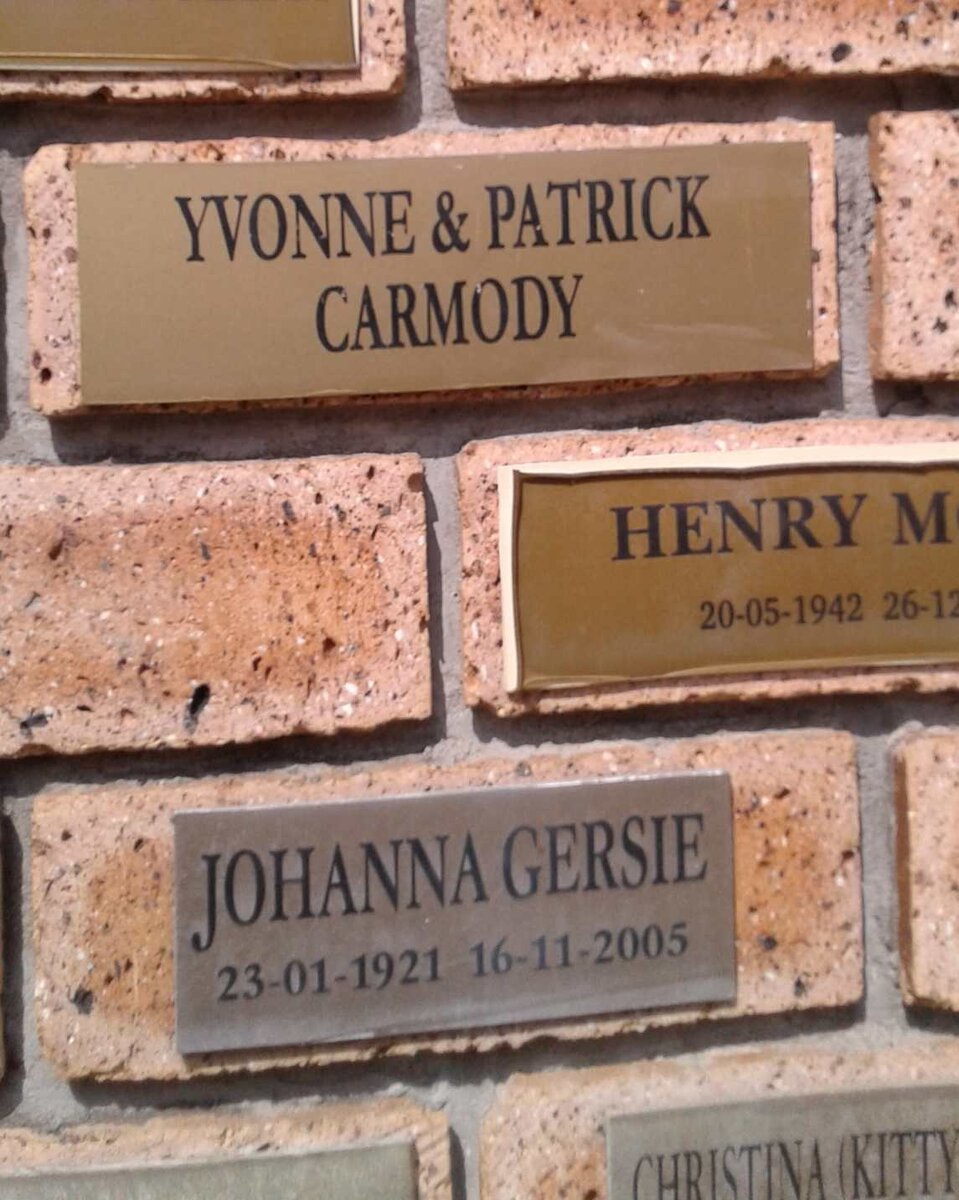 YVONNE & PATRICK
CARMODY
HENRY
20-05-1942
JOHANNA GERSIE
23-01-1921 16-11-2005
CHRISTINA (KITTY